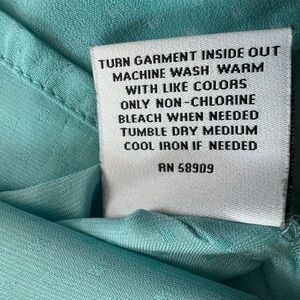 TURN GARMENT INSIDE OUT
MACHINE WASH WARM
WITH LIKE COLORS
ONLY NON-CHLORINE
BLEACH WHEN NEEDED
TUMBLE DRY MEDIUM
COOL IRON IF NEEDED
RN 58909